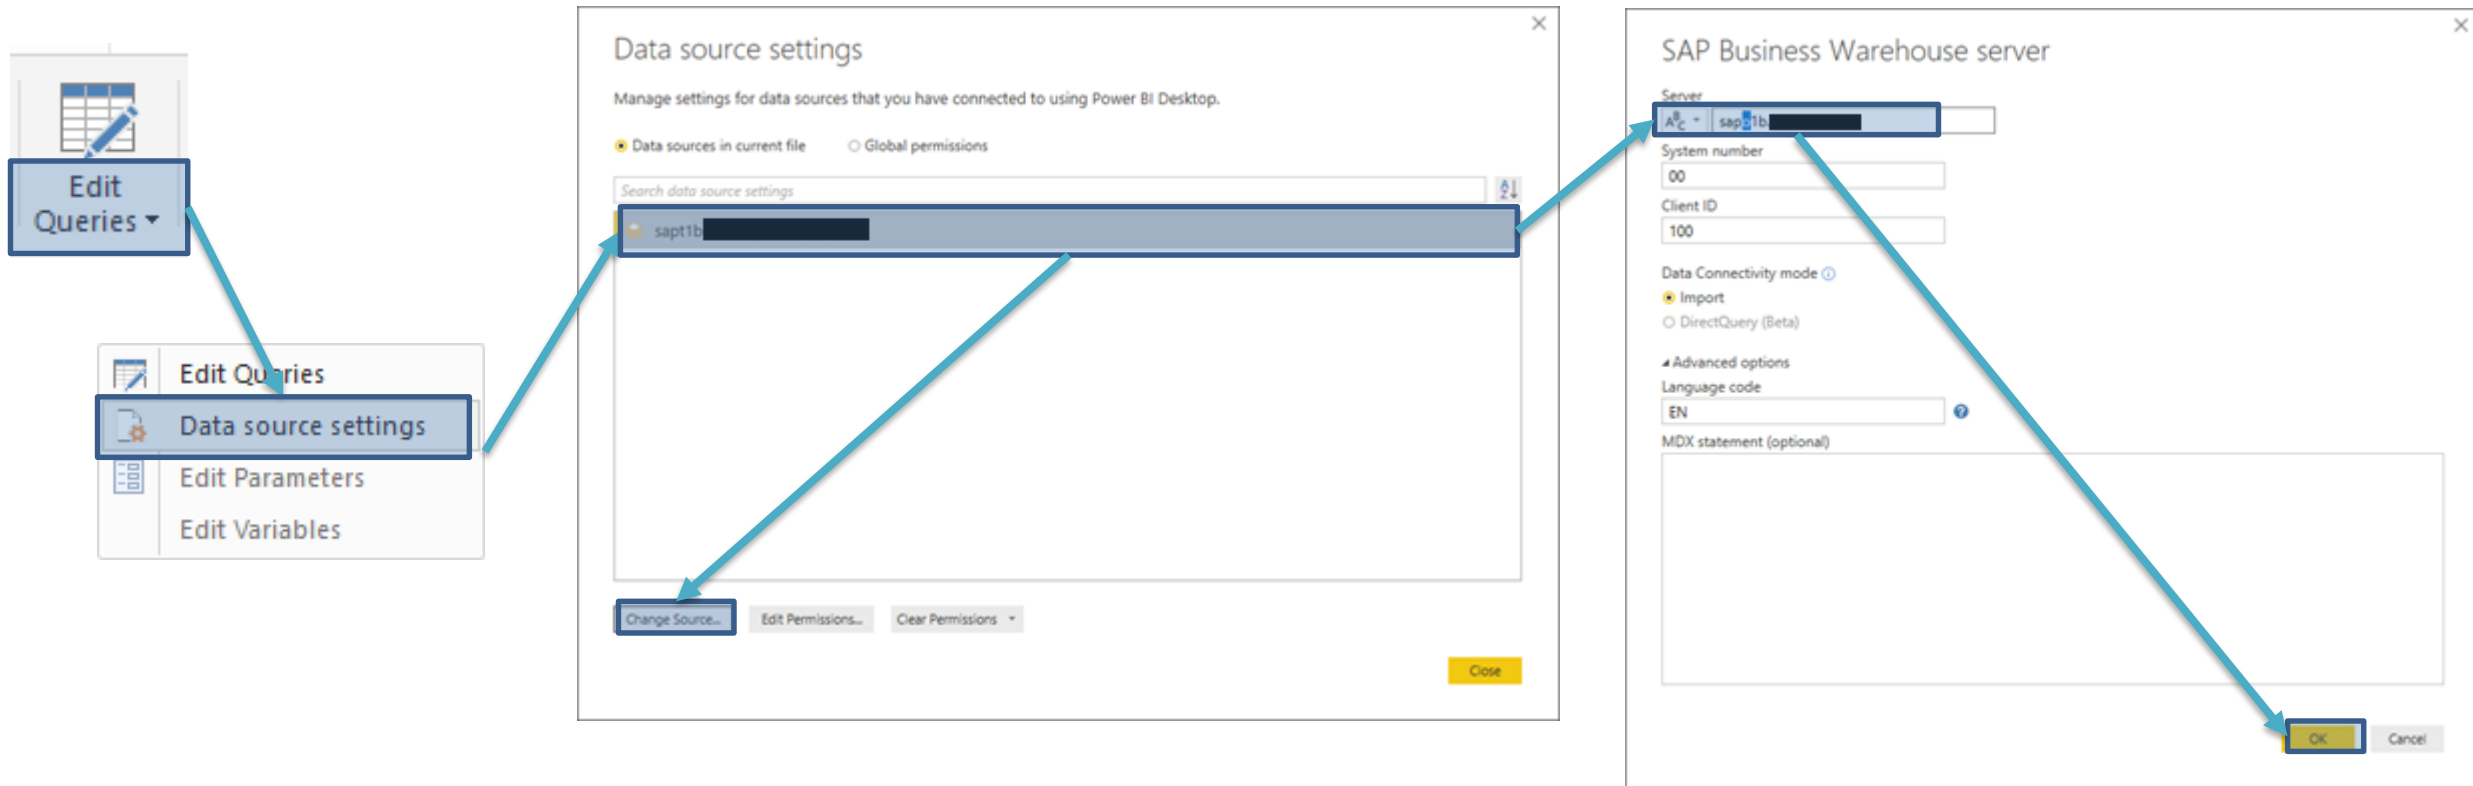 Edit
Queries
Edit Queries
Data source settings
Edit Parameters
Edit Variables
Data source settings
Manage settings for data sources that you have connected to using Power BI Desktop.
Data sources in current file
Global permissions
Search data source settings
sapt1b
Change Source...
Edit Permissions...
Clear Permissions
Close
SAP Business Warehouse server
Server
ABC
sapp1b.
System number
00
Client ID
100
Data Connectivity mode
Import
DirectQuery (Beta)
Advanced options
Language code
EN
MDX statement (optional)
OK
Cancel